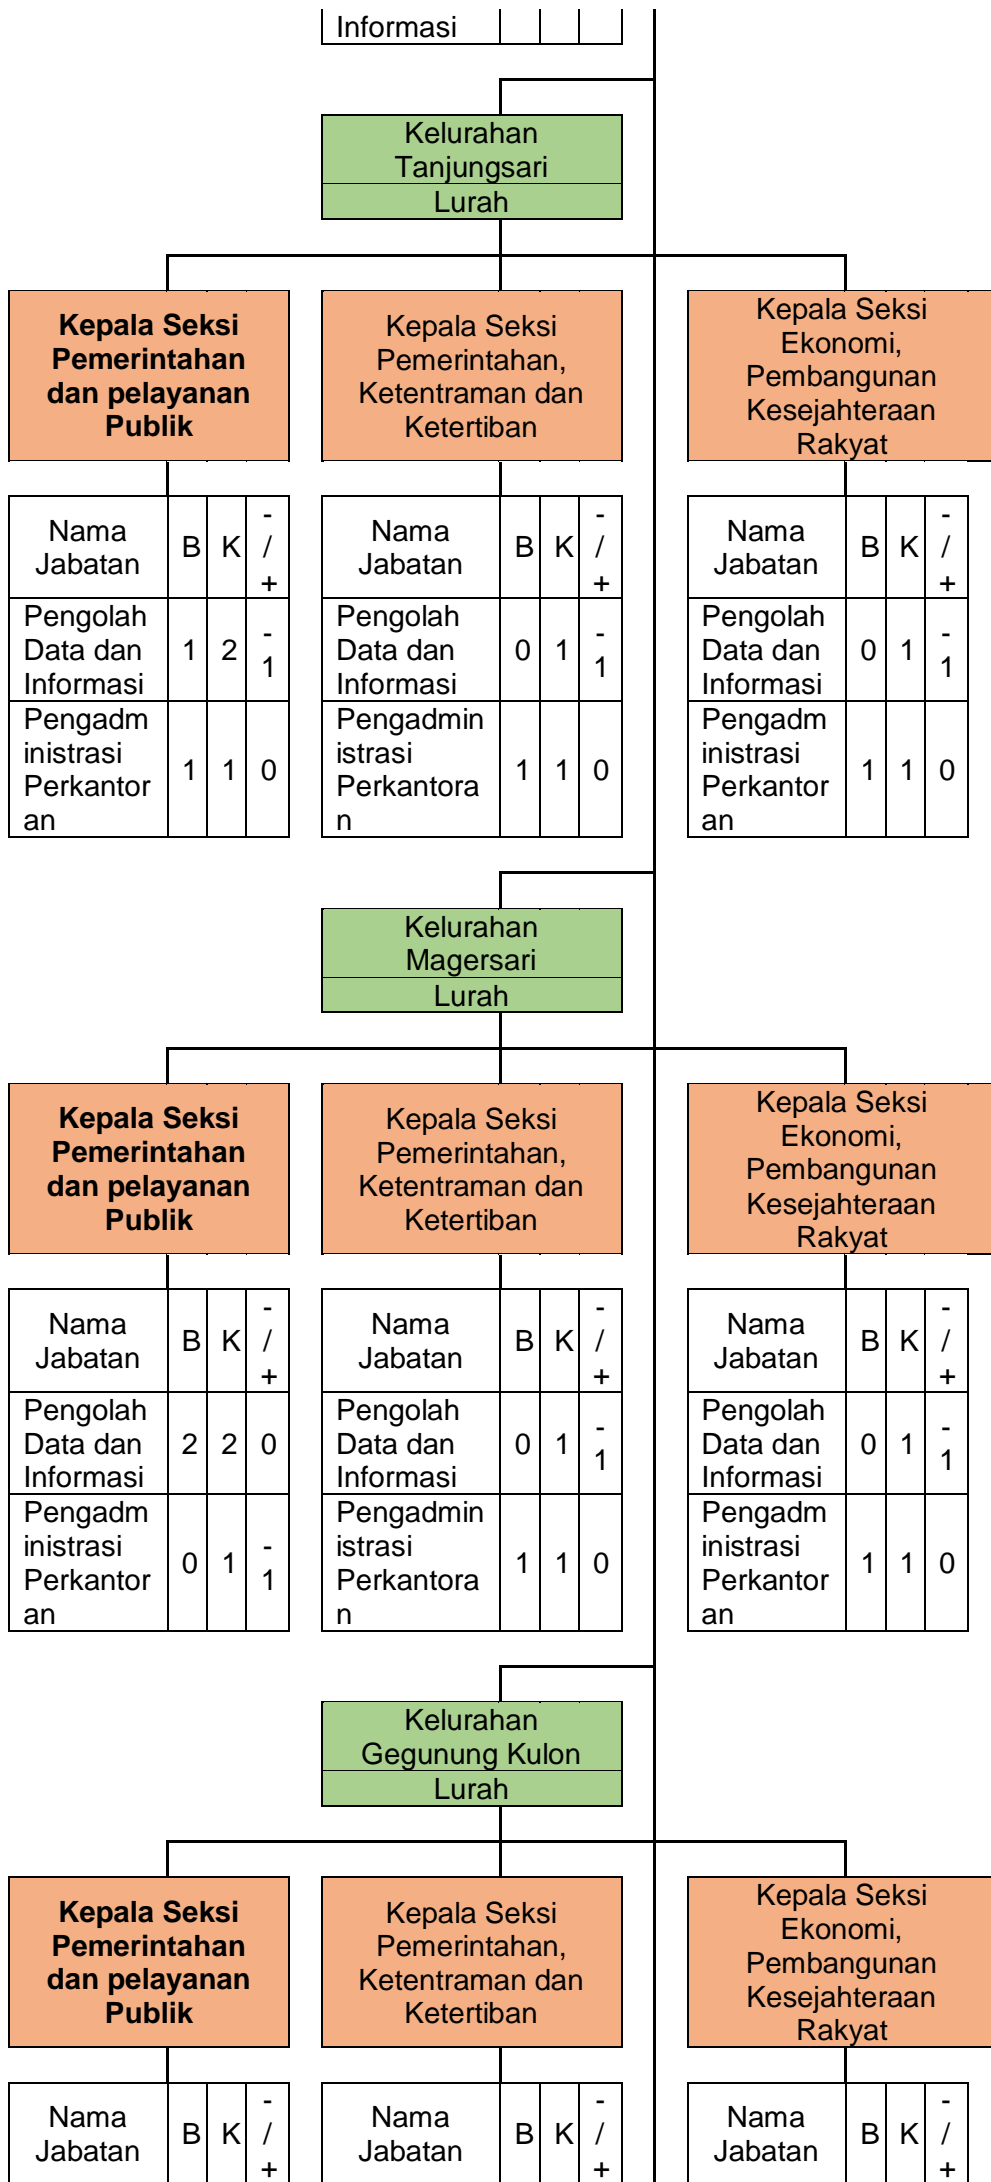 Informasi
Kelurahan
Tanjungsari
Lurah
Kepala Seksi
Pemerintahan
dan pelayanan
Publik
Kepala Seksi
Pemerintahan,
Ketentraman dan
Ketertiban
Kepala Seksi
Ekonomi,
Pembangunan
Kesejahteraan
Rakyat
Nama
Jabatan
B
K
-
/
+
Pengolah
Data dan
Informasi
1
2
-
1
Pengadm
inistrasi
Perkantor
an
1
1
0
Nama
Jabatan
B
K
-
/
+
Pengolah
Data dan
Informasi
0
1
-
1
Pengadmin
istrasi
Perkantora
n
1
1
0
Nama
Jabatan
B
K
-
/
+
Pengolah
Data dan
Informasi
0
1
-
1
Pengadm
inistrasi
Perkantor
an
1
1
0
Kelurahan
Magersari
Lurah
Kepala Seksi
Pemerintahan
dan pelayanan
Publik
Kepala Seksi
Pemerintahan,
Ketentraman dan
Ketertiban
Kepala Seksi
Ekonomi,
Pembangunan
Kesejahteraan
Rakyat
Nama
Jabatan
B
K
-
/
+
Pengolah
Data dan
Informasi
2
2
0
Pengadm
inistrasi
Perkantor
an
0
1
-
1
Nama
Jabatan
B
K
-
/
+
Pengolah
Data dan
Informasi
0
1
-
1
Pengadmin
istrasi
Perkantora
n
1
1
0
Nama
Jabatan
B
K
-
/
+
Pengolah
Data dan
Informasi
0
1
-
1
Pengadm
inistrasi
Perkantor
an
1
1
0
Kelurahan
Gegunung Kulon
Lurah
Kepala Seksi
Pemerintahan
dan pelayanan
Publik
Kepala Seksi
Pemerintahan,
Ketentraman dan
Ketertiban
Kepala Seksi
Ekonomi,
Pembangunan
Kesejahteraan
Rakyat
Nama
Jabatan
B
K
-
/
+
Nama
Jabatan
B
K
-
/
+
Nama
Jabatan
B
K
-
/
+